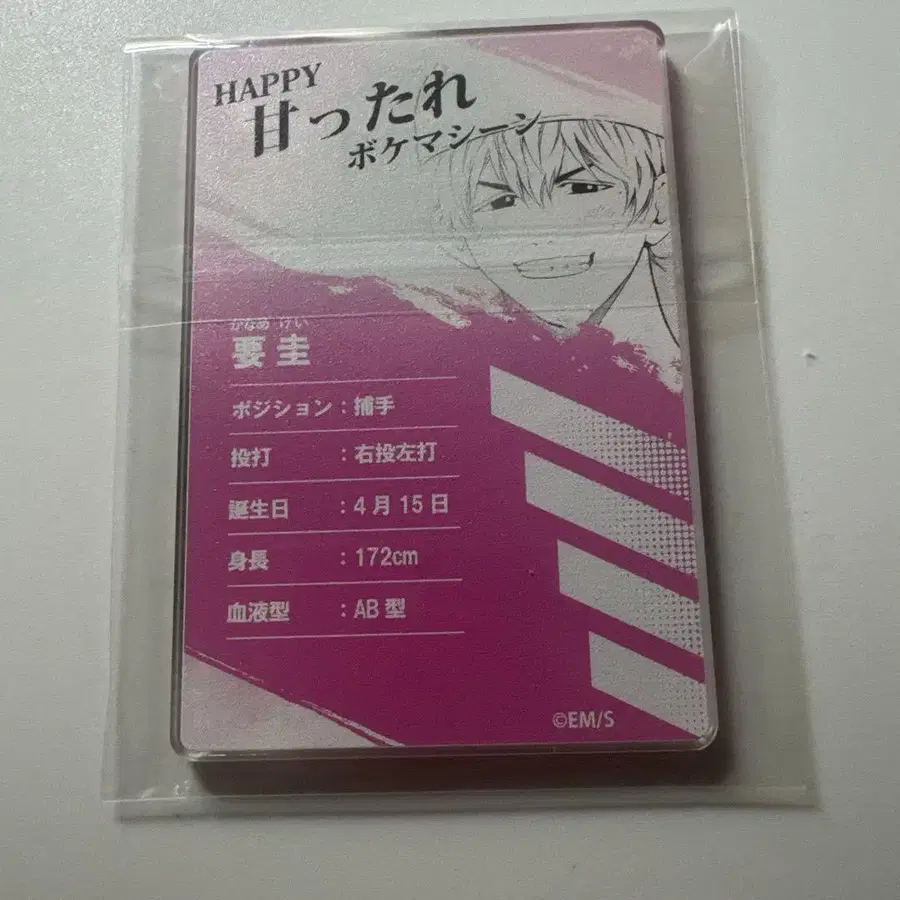 HAPPY
甘ったれ
ボケマシーン
かなめ けい
要 圭
ポジション：捕手
投打 ：右投左打
誕生日 ：4月15日
身長 ：172cm
血液型 ：AB型
©EM/S